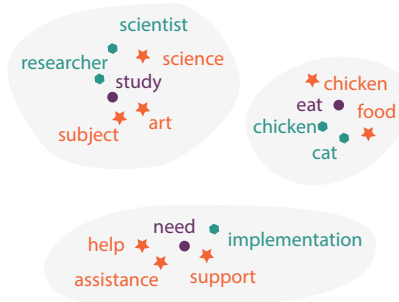 scientist
researcher
science
study
subject
art
chicken
eat
food
chicken
cat
need
help
implementation
assistance
support